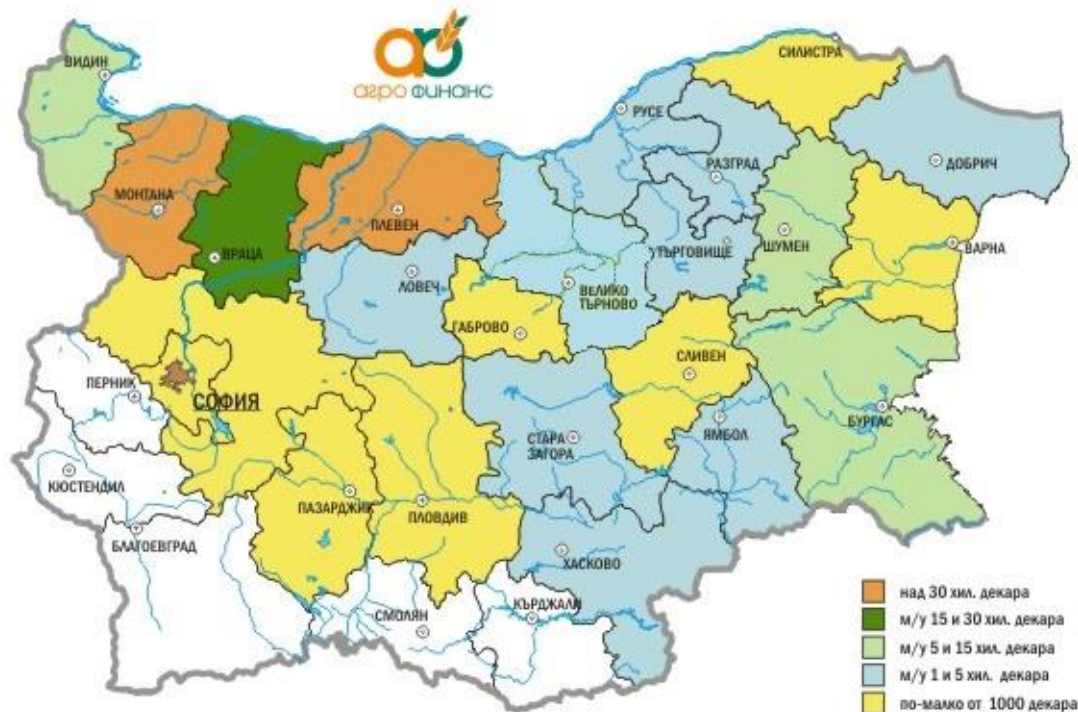 агро финанс
ВИДИН
СИЛИСТРА
РУСЕ
ДОБРИЧ
РАЗГРАД
МОНТАНА
ПЛЕВЕН
ВРАЦА
ТЪРГОВИЩЕ
ШУМЕН
ВАРНА
ЛОВЕЧ
ВЕЛИКО
ТЪРНОВО
ГАБРОВО
СЛИВЕН
ПЕРНИК
СОФИЯ
БУРГАС
СТАРА
ЗАГОРА
ЯМБОЛ
КЮСТЕНДИЛ
ПАЗАРДЖИК
ПЛОВДИВ
БЛАГОЕВГРАД
ХАСКОВО
СМОЛЯН
КЪРДЖАЛИ
над 30 хил. декара
м/у 15 и 30 хил. декара
м/у 5 и 15 хил. декара
м/у 1 и 5 хил. декара
по-малко от 1000 декара